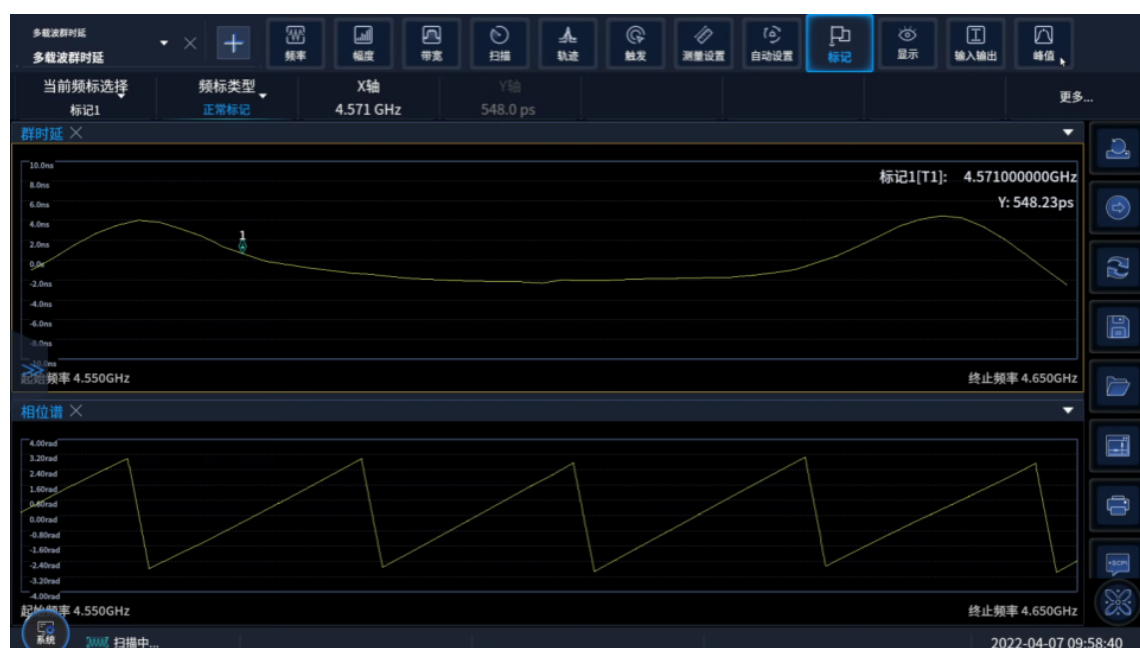 多载波群时延
多载波群时延
频率
幅度
带宽
扫描
轨迹
触发
测量设置
自动设置
标记
显示
输入输出
峰值
当前频标选择
标记1
频标类型
正常标记
X轴
4.571 GHz
Y轴
548.0 ps
更多...
群时延
10.0ns
8.0ns
6.0ns
4.0ns
2.0ns
0.0s
-2.0ns
-4.0ns
-6.0ns
-8.0ns
-10.0ns
标记1[T1]: 4.571000000GHz
Y: 548.23ps
1
起始频率 4.550GHz
终止频率 4.650GHz
相位谱
4.00rad
3.20rad
2.40rad
1.60rad
0.80rad
0.00rad
-0.80rad
-1.60rad
-2.40rad
-3.20rad
-4.00rad
起始频率 4.550GHz
终止频率 4.650GHz
+SCPI
系统
扫描中...
2022-04-07 09:58:40